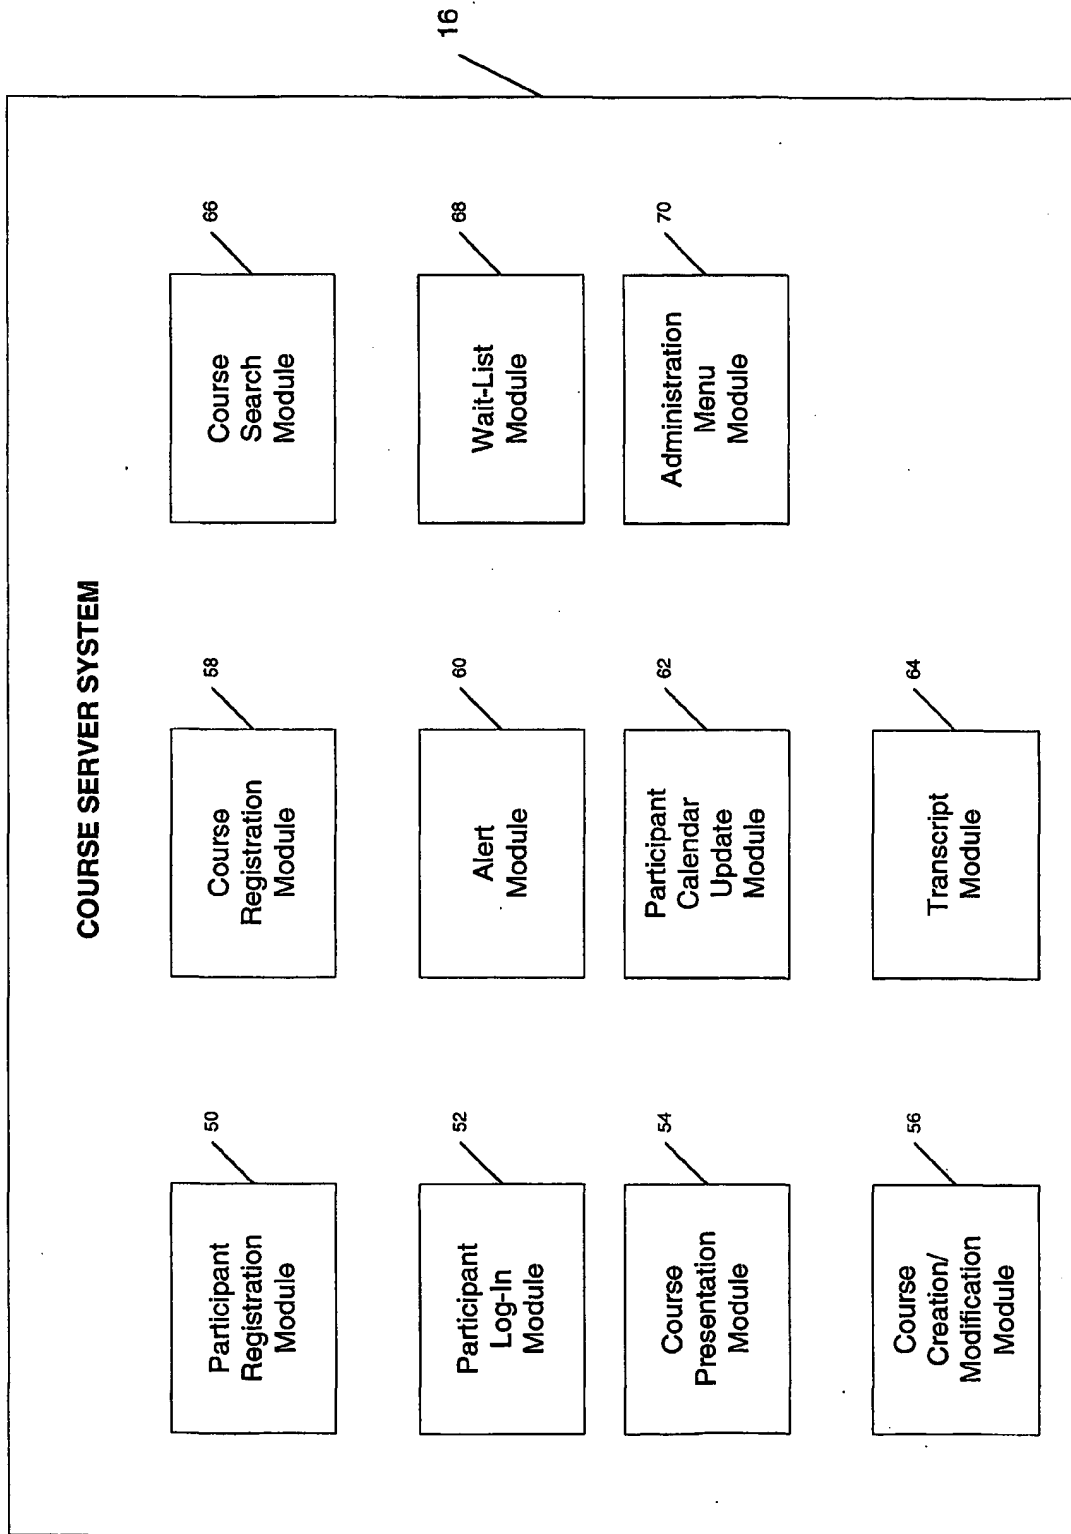 COURSE SERVER SYSTEM
16
50
Participant
Registration
Module
58
Course
Registration
Module
66
Course
Search
Module
52
Participant
Log-In
Module
60
Alert
Module
68
Wait-List
Module
54
Course
Presentation
Module
62
Participant
Calendar
Update
Module
70
Administration
Menu
Module
56
Course
Creation/
Modification
Module
64
Transcript
Module